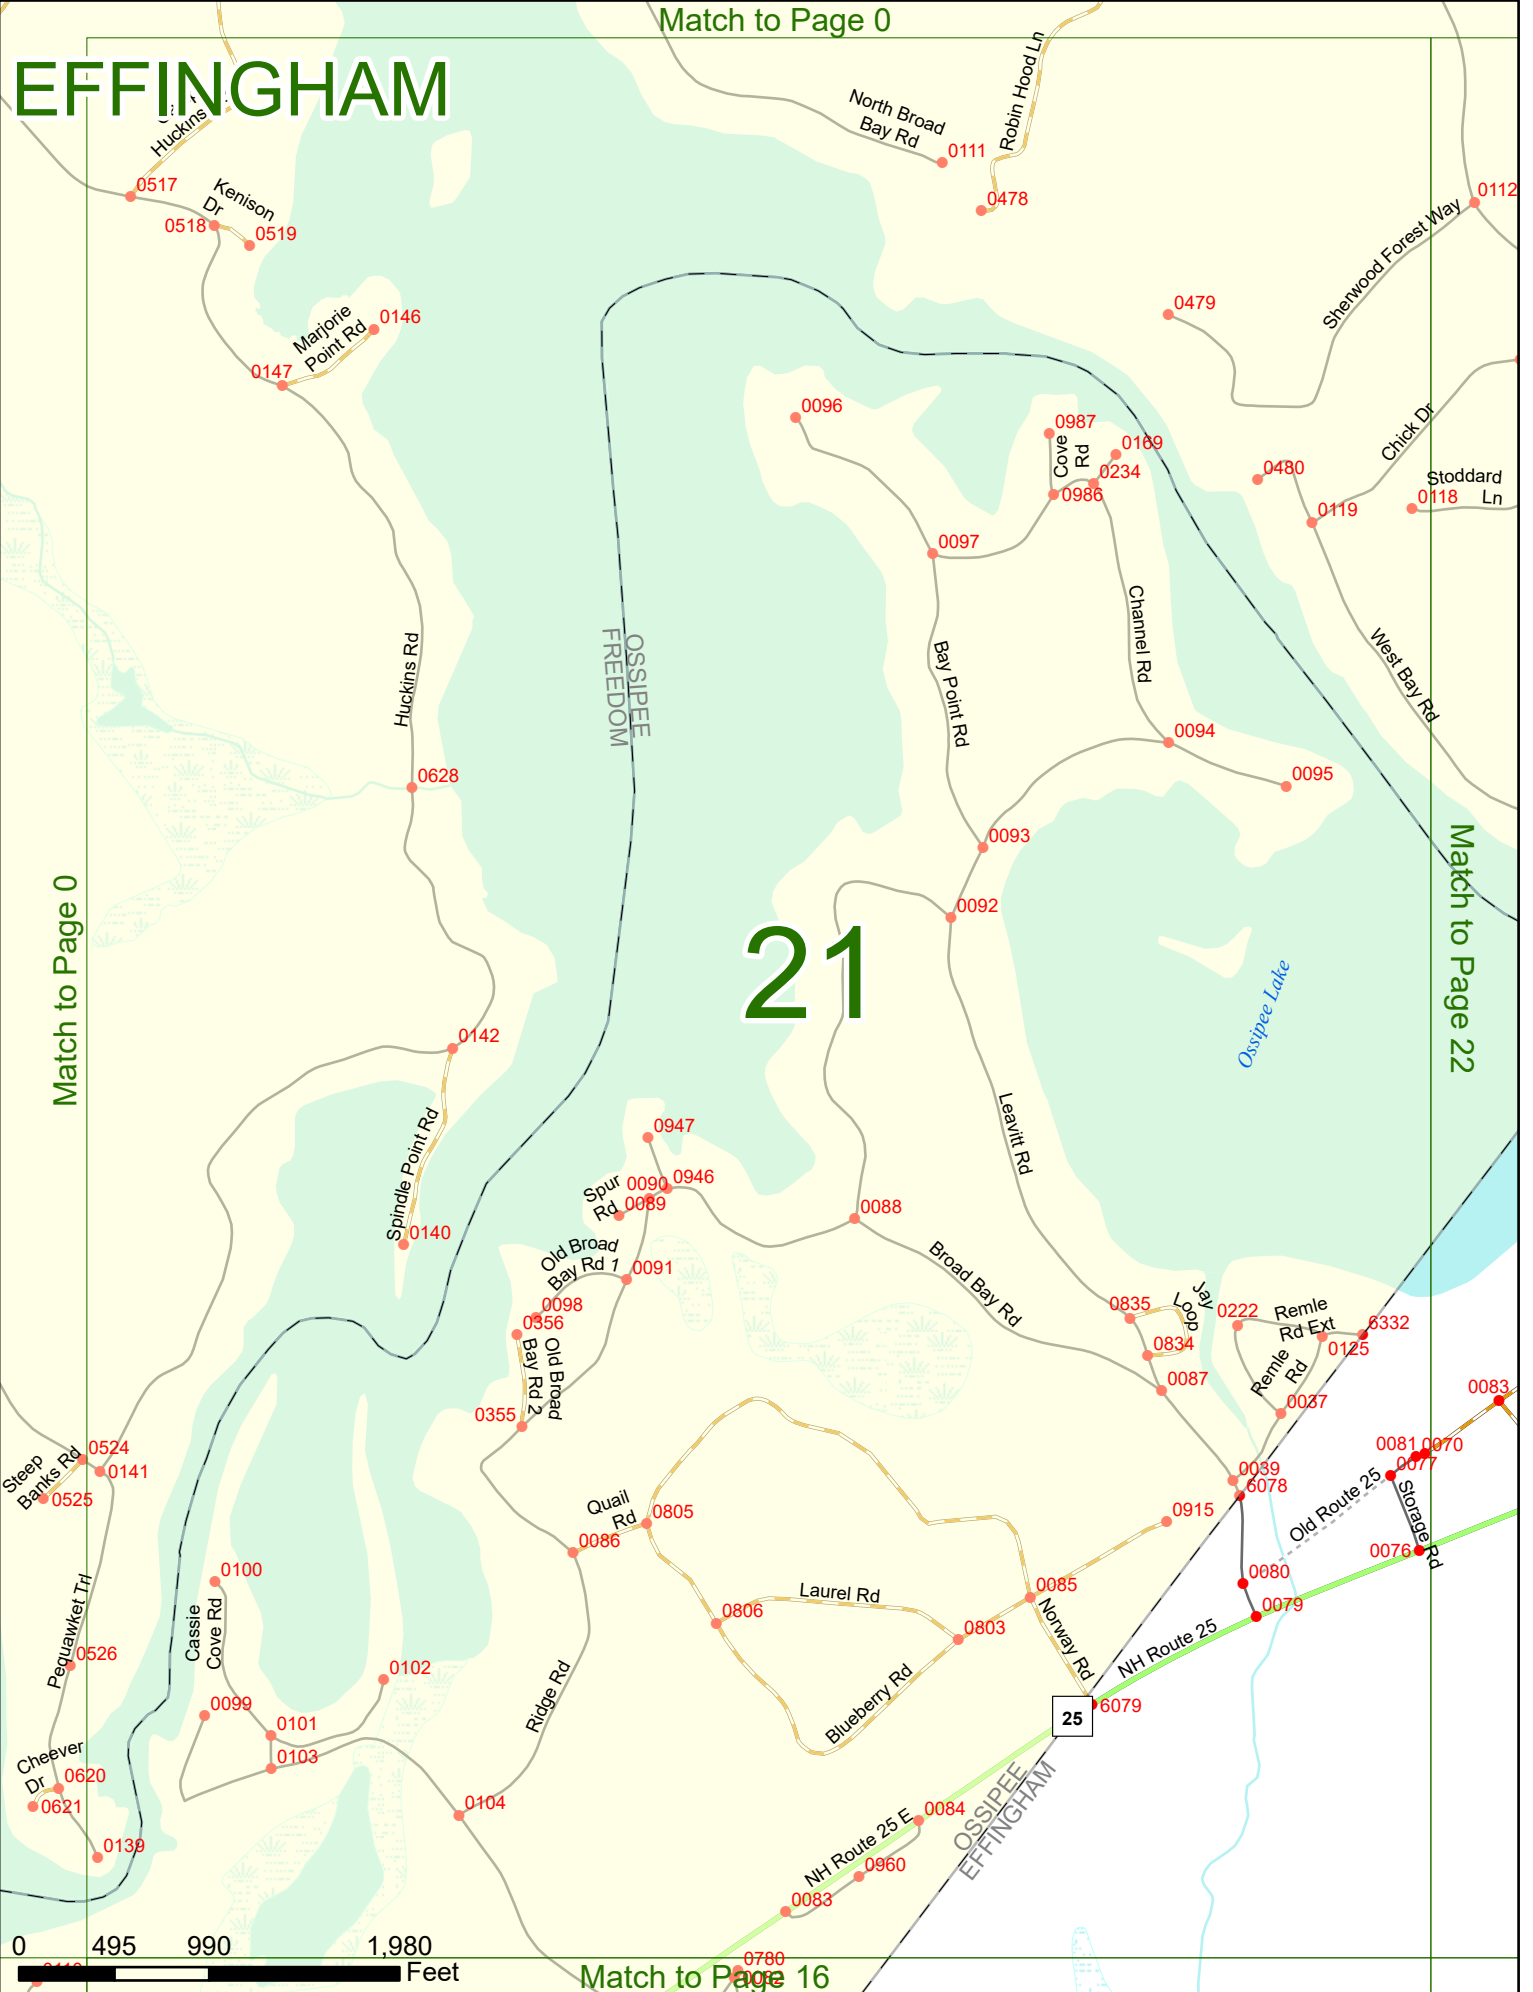 Match to Page 0
EFFINGHAM
Huckins
North Broad
Bay Rd
Robin Hood Ln
0111
0478
0517
Kenison
Dr
0518
0519
0112
Sherwood Forest Way
0479
Marjorie
Point Rd
0146
0147
0096
0987
Cove
Rd
0169
0234
0986
0480
Chick Dr
Stoddard
Ln
0118
0119
0097
Channel Rd
Huckins Rd
OSSIPEE
FREEDOM
Bay Point Rd
West Bay Rd
0094
0095
0628
0093
0092
21
Match to Page 0
Match to Page 22
Ossipee Lake
0142
Leavitt Rd
Spindle Point Rd
0140
0947
0946
0090
Spur
Rd
0089
0088
Old Broad
Bay Rd 1
0091
Broad Bay Rd
0098
0356
Old Broad
Bay Rd 2
0355
0835
Jay
Loop
0834
0087
0222
Remle
Rd Ext
6332
0125
Remle
Rd
0037
0083
0081
0070
0077
0039
6078
Old Route 25
Storage Rd
0076
0524
0141
Steep
Banks Rd
0525
Quail
Rd
0805
0086
0915
0080
0079
0100
Cassie
Cove Rd
Pequawket Trl
0526
0085
Laurel Rd
0806
0803
Norway Rd
NH Route 25
0102
0099
0101
0103
Ridge Rd
Blueberry Rd
25
6079
Cheever
Dr
0620
0621
0139
0104
OSSIPEE
EFFINGHAM
0084
NH Route 25 E
0960
0083
0 495 990 1,980
Feet
0780
0082
Match to Page 16